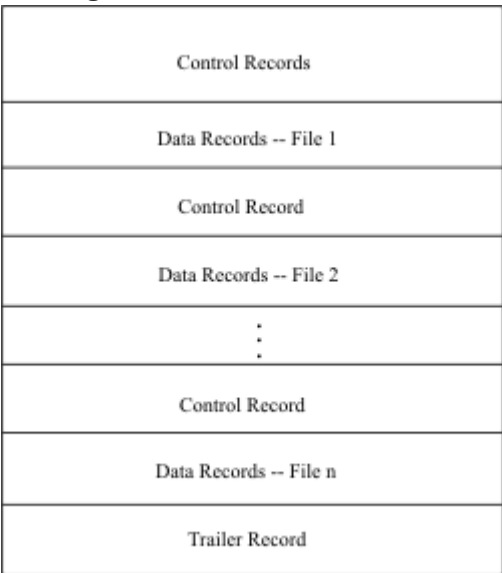 Control Records
Data Records -- File 1
Control Record
Data Records -- File 2
⋮
Control Record
Data Records -- File n
Trailer Record